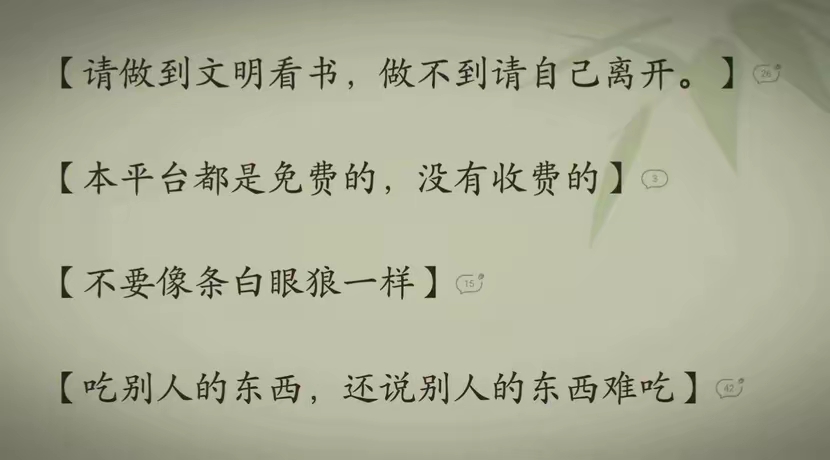 【请做到文明看书，做不到请自己离开。】 26
【本平台都是免费的，没有收费的】 3
【不要像条白眼狼一样】 15
【吃别人的东西，还说别人的东西难吃】 42